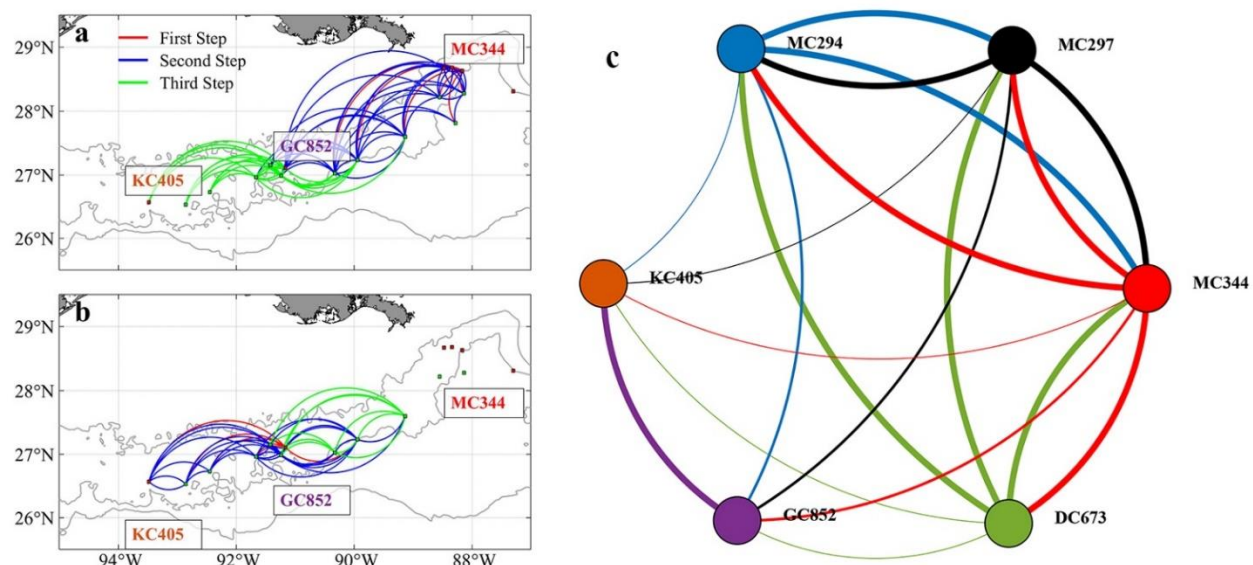 a
First Step
Second Step
Third Step
MC344
GC852
KC405
29°N
28°N
27°N
26°N
b
MC344
GC852
KC405
29°N
28°N
27°N
26°N
94°W
92°W
90°W
88°W
c
MC294
MC297
KC405
MC344
GC852
DC673